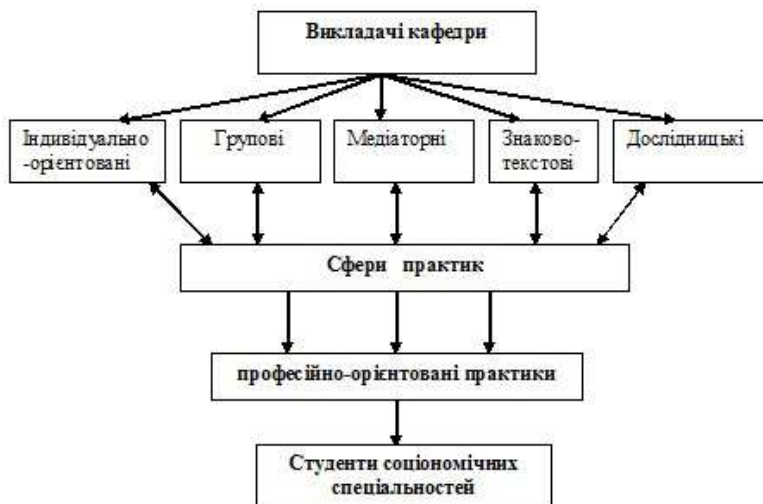 Викладачі кафедри
Індивідуально
-орієнтовані
Групові
Медіаторні
Знаково-
текстові
Дослідницькі
Сфери практик
професійно-орієнтовані практики
Студенти соціономічних
спеціальностей